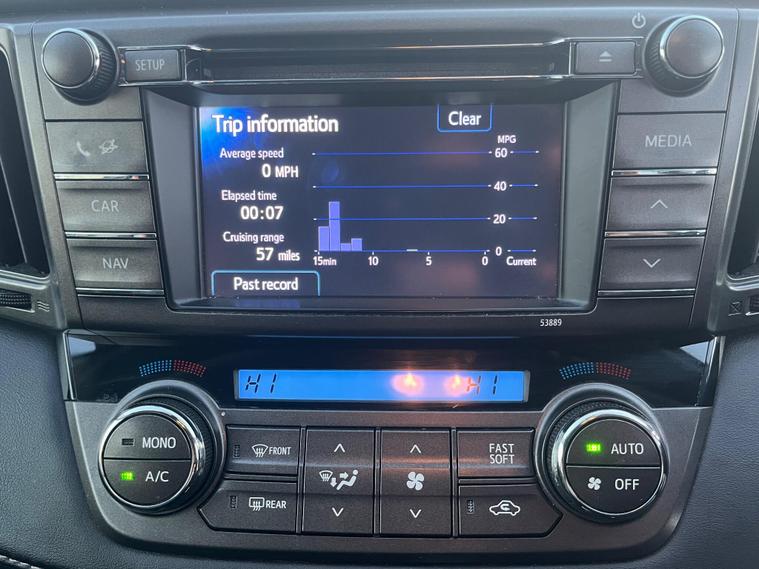 SETUP
Trip information
Clear
MPG
60
40
20
0
Average speed
0 MPH
Elapsed time
00:07
Cruising range
57 miles
15min
10
5
0
Current
Past record
CAR
NAV
MEDIA
53889
HI
HI
MONO
A/C
FRONT
REAR
FAST
SOFT
AUTO
OFF